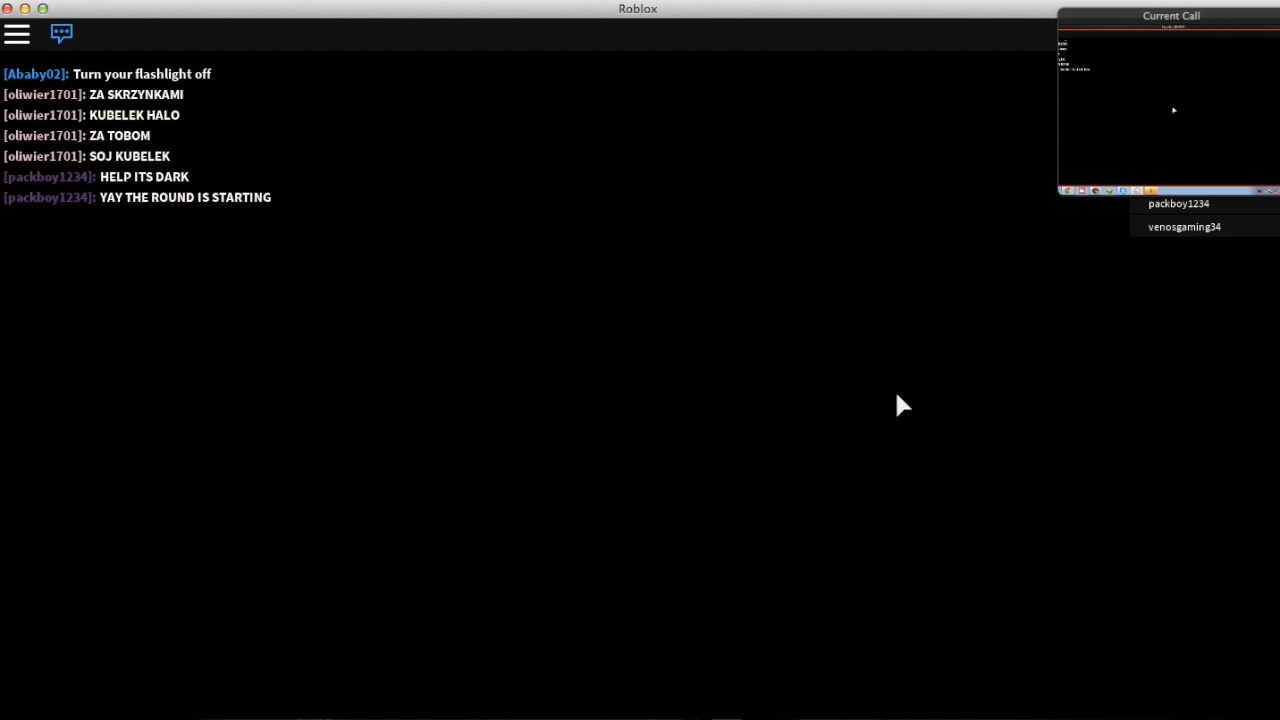 Roblox
Current Call
[Ababy02]: Turn your flashlight off
[oliwier1701]: ZA SKRZYNKAMI
[oliwier1701]: KUBELEK HALO
[oliwier1701]: ZA TOBOM
[oliwier1701]: SOJ KUBELEK
[packboy1234]: HELP ITS DARK
[packboy1234]: YAY THE ROUND IS STARTING
packboy1234
venosgaming34